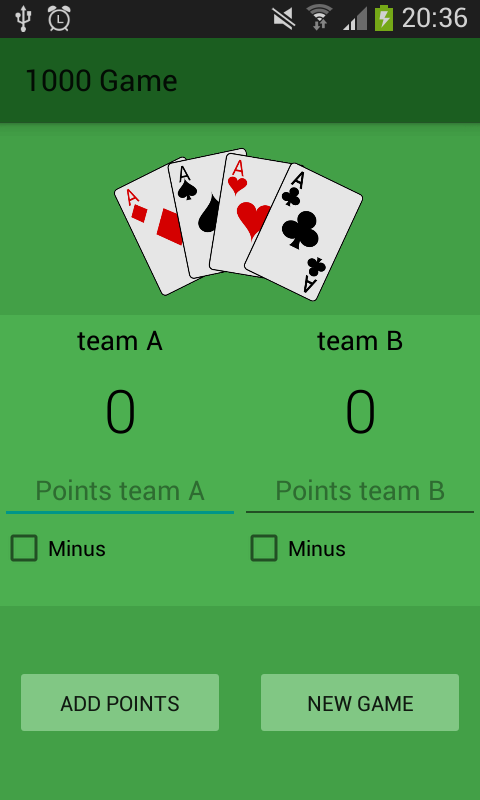 20:36
1000 Game
A A A A
A
team A team B
0 0
Points team A Points team B
Minus Minus
ADD POINTS NEW GAME